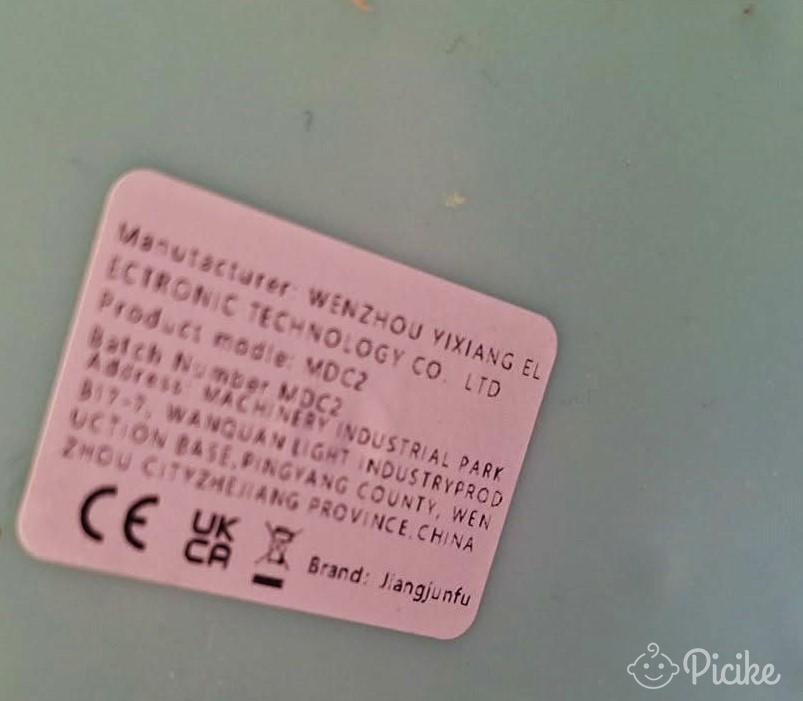 Manufacturer: WENZHOU YIXIANG EL
ECTRONIC TECHNOLOGY CO. LTD
Product modle: MDC2
Batch Number MDC2
Address: MACHINERY INDUSTRIAL PARK
B17-7, WANQUAN LIGHT INDUSTRYPROD
UCTION BASE,PINGYANG COUNTY, WEN
ZHOU CITYZHEJIANG PROVINCE,CHINA
CE
UK
CA
Brand: Jiangjunfu
Picike